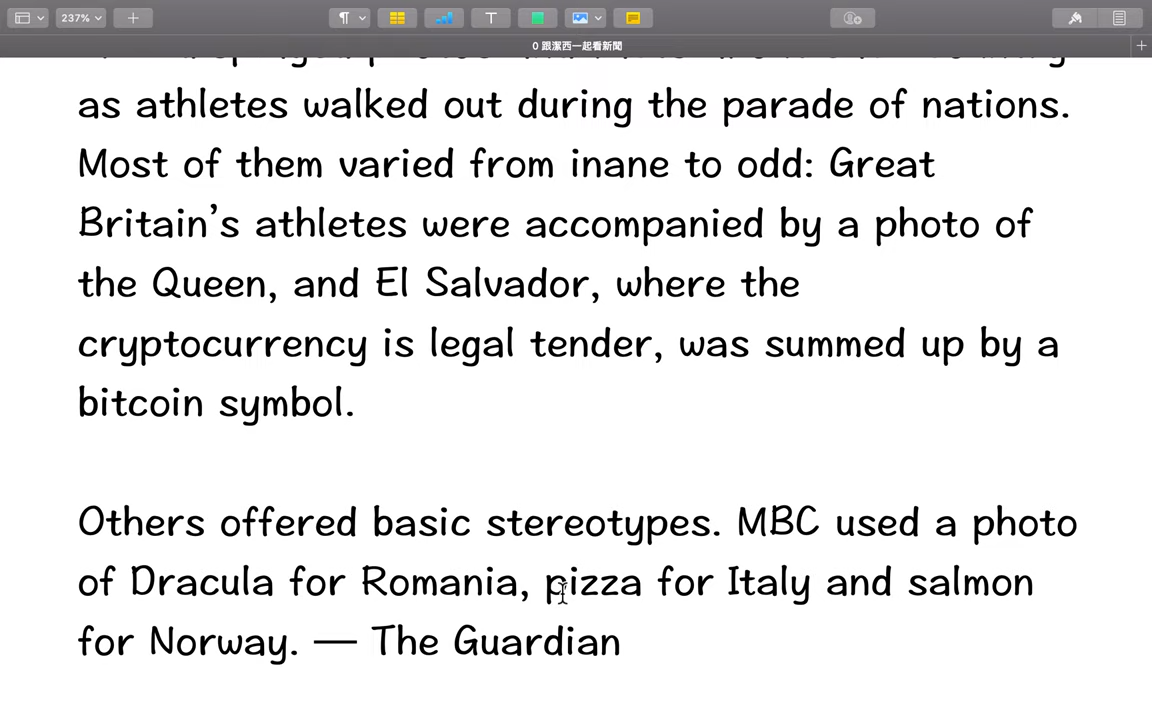 237%
0 跟潔西一起看新聞
as athletes walked out during the parade of nations.
Most of them varied from inane to odd: Great
Britain’s athletes were accompanied by a photo of
the Queen, and El Salvador, where the
cryptocurrency is legal tender, was summed up by a
bitcoin symbol.
Others offered basic stereotypes. MBC used a photo
of Dracula for Romania, pizza for Italy and salmon
for Norway. — The Guardian